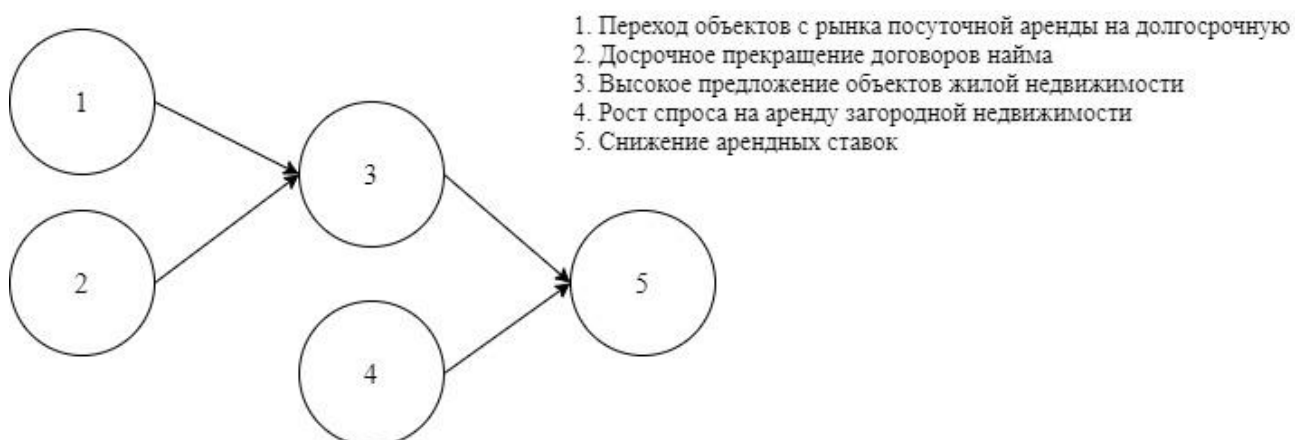 1. Переход объектов с рынка посуточной аренды на долгосрочную
2. Досрочное прекращение договоров найма
3. Высокое предложение объектов жилой недвижимости
4. Рост спроса на аренду загородной недвижимости
5. Снижение арендных ставок
1
3
2
5
4